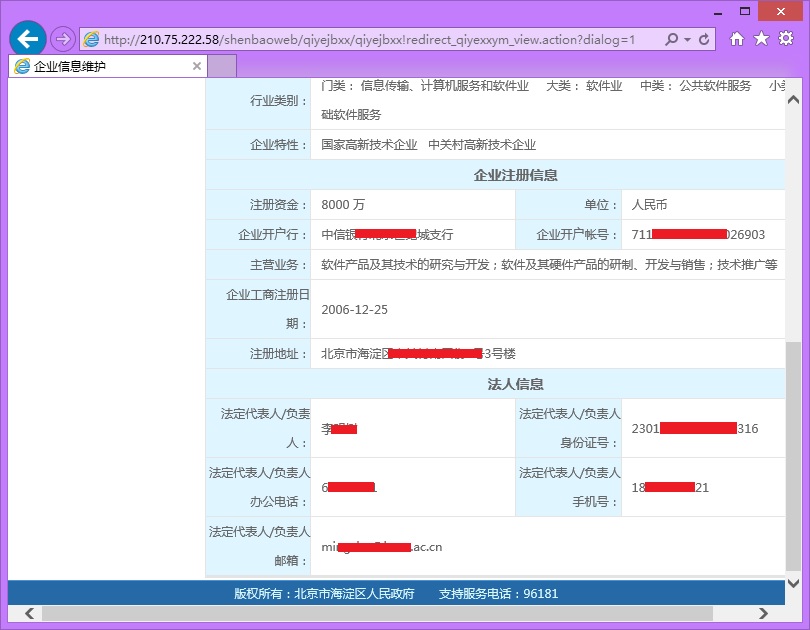 http://210.75.222.58/shenbaoweb/qiyejbxx/qiyejbxx!redirect_qiyexxym_view.action?dialog=1
企业信息维护
行业类别： 门类： 信息传输、计算机服务和软件业 大类： 软件业 中类： 公共软件服务 小类
础软件服务
企业特性： 国家高新技术企业 中关村高新技术企业
企业注册信息
注册资金： 8000 万 单位： 人民币
企业开户行： 中信银 城支行 企业开户帐号： 711 026903
主营业务： 软件产品及其技术的研究与开发；软件及其硬件产品的研制、开发与销售；技术推广等
企业工商注册日
期： 2006-12-25
注册地址： 北京市海淀区 3号楼
法人信息
法定代表人/负责
人： 李
法定代表人/负责人
身份证号： 2301 316
法定代表人/负责人
办公电话： 6 1
法定代表人/负责人
手机号： 18 21
法定代表人/负责人
邮箱： mi .ac.cn
版权所有：北京市海淀区人民政府 支持服务电话：96181